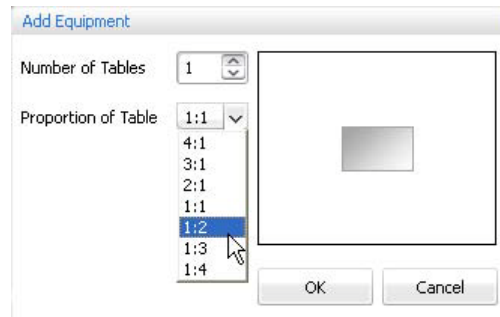 Add Equipment
Number of Tables 1
Proportion of Table 1:1
4:1
3:1
2:1
1:1
1:2
1:3
1:4
OK Cancel